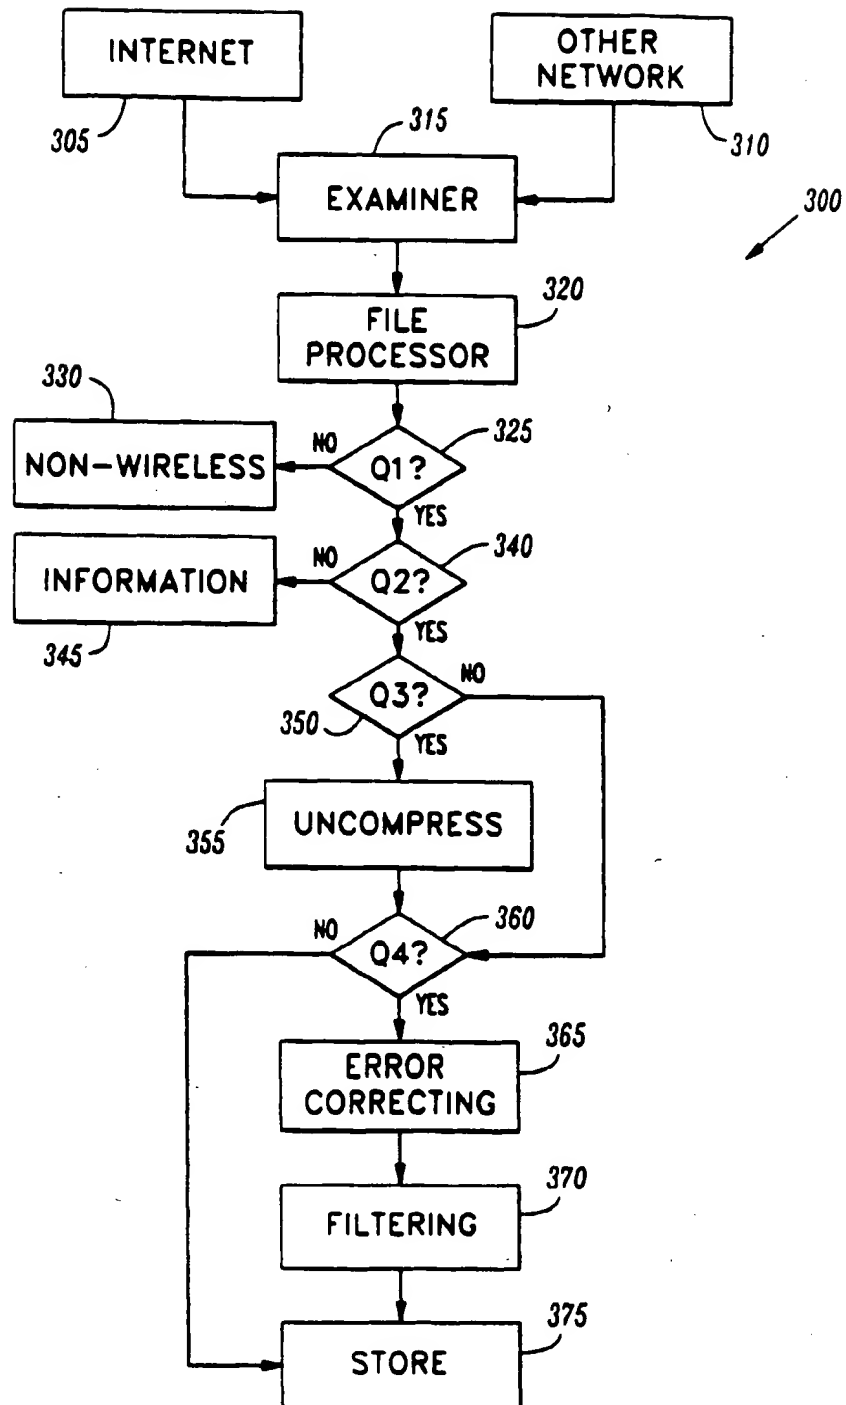 INTERNET
OTHER
NETWORK
305
315
310
EXAMINER
300
320
FILE
PROCESSOR
330
NO
325
NON-WIRELESS
Q1?
YES
NO
340
INFORMATION
Q2?
345
YES
NO
Q3?
350
YES
UNCOMPRESS
355
NO
360
Q4?
YES
365
ERROR
CORRECTING
370
FILTERING
375
STORE